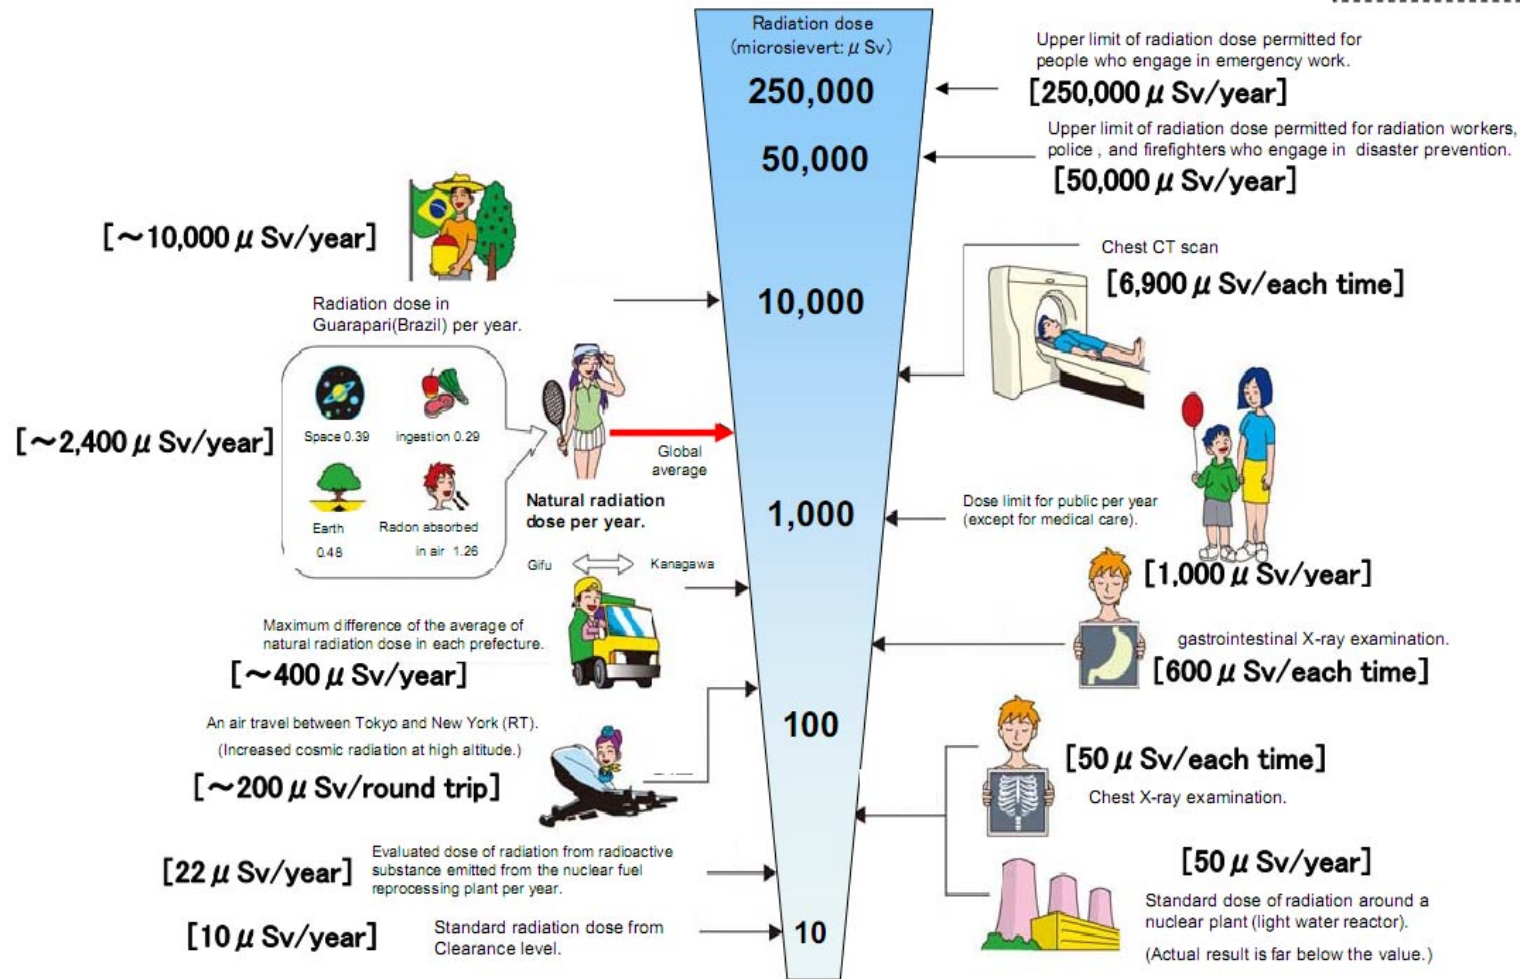 Radiation dose
(microsievert: μ Sv)
250,000
50,000
10,000
1,000
100
10
Upper limit of radiation dose permitted for
people who engage in emergency work.
[250,000 μ Sv/year]
Upper limit of radiation dose permitted for radiation workers,
police , and firefighters who engage in disaster prevention.
[50,000 μ Sv/year]
[～10,000 μ Sv/year]
Radiation dose in
Guarapari(Brazil) per year.
Chest CT scan
[6,900 μ Sv/each time]
[～2,400 μ Sv/year]
Space 0.39
ingestion 0.29
Earth
0.48
Radon absorbed
in air 1.26
Global
average
Natural radiation
dose per year.
Dose limit for public per year
(except for medical care).
[1,000 μ Sv/year]
Gifu
Kanagawa
Maximum difference of the average of
natural radiation dose in each prefecture.
[～400 μ Sv/year]
gastrointestinal X-ray examination.
[600 μ Sv/each time]
An air travel between Tokyo and New York (RT).
(Increased cosmic radiation at high altitude.)
[～200 μ Sv/round trip]
[50 μ Sv/each time]
Chest X-ray examination.
[22 μ Sv/year]
Evaluated dose of radiation from radioactive
substance emitted from the nuclear fuel
reprocessing plant per year.
[50 μ Sv/year]
Standard dose of radiation around a
nuclear plant (light water reactor).
(Actual result is far below the value.)
[10 μ Sv/year]
Standard radiation dose from
Clearance level.